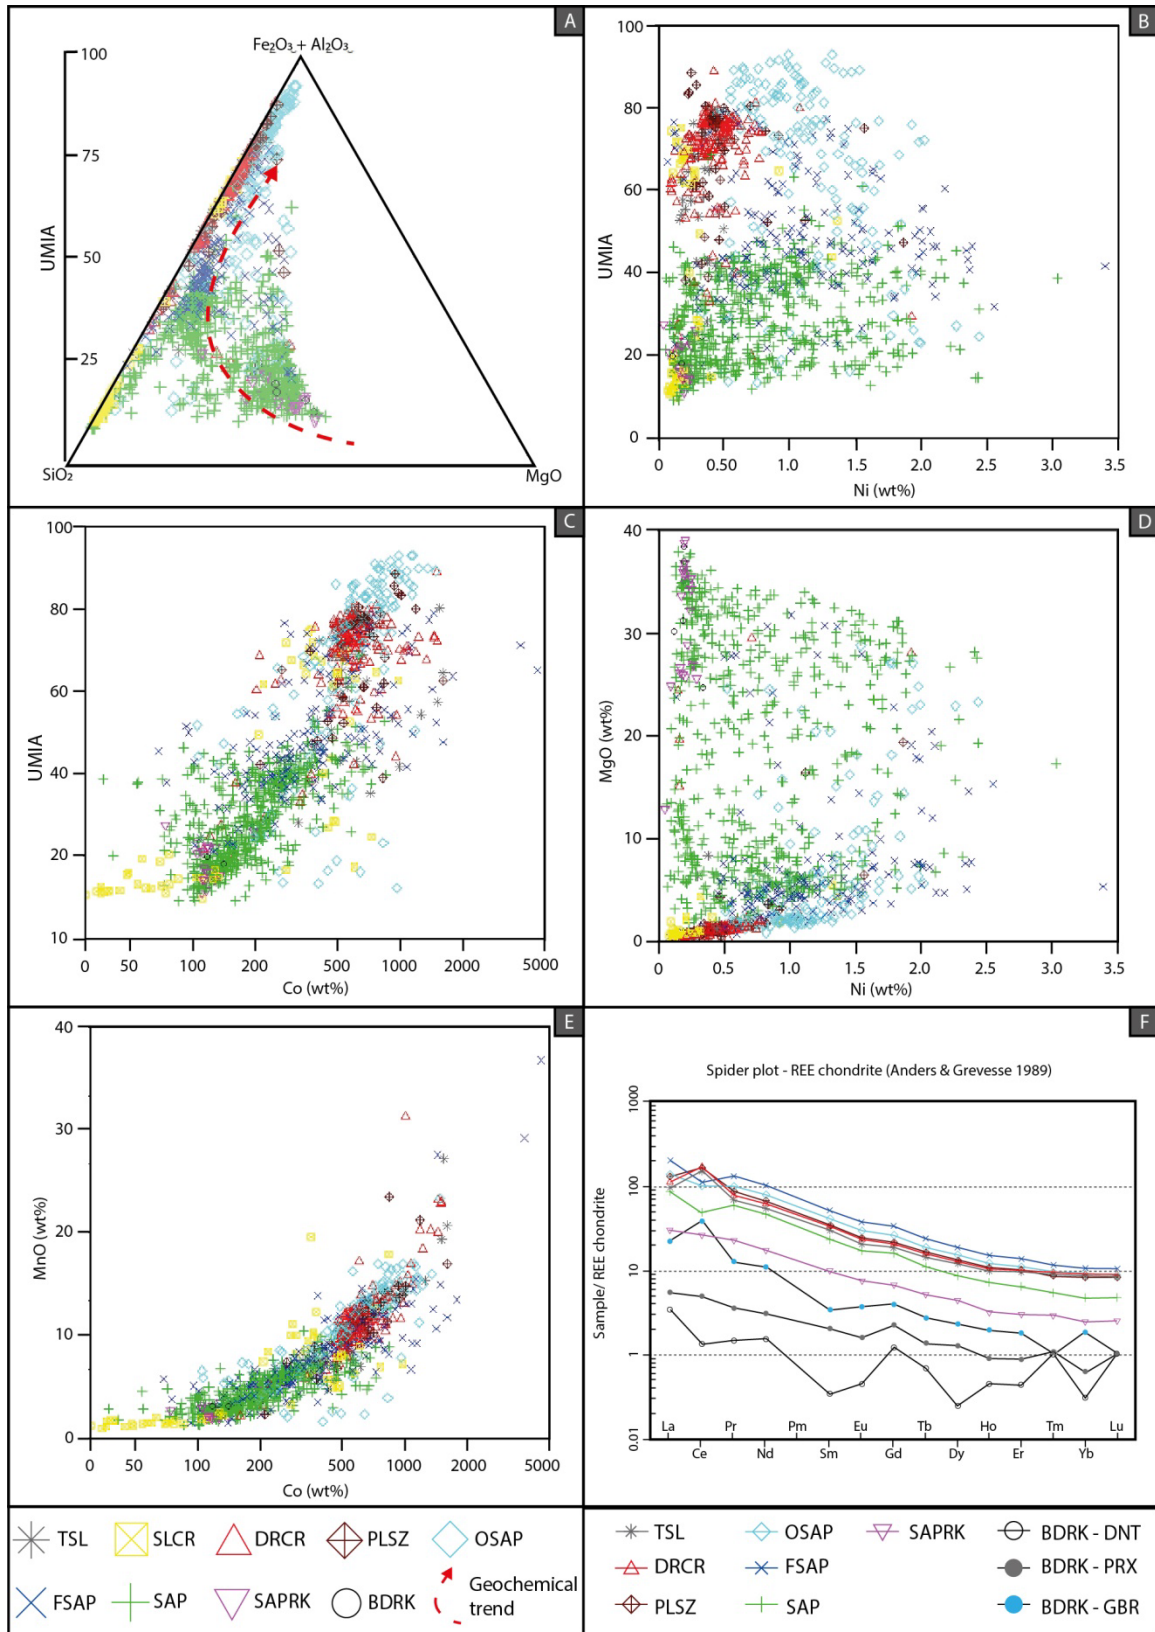 A
Fe₂O₃ + Al₂O₃
100
75
50
25
UMIA
SiO₂
MgO
B
100
80
60
40
20
0
UMIA
0
0.50
1.0
1.5
2.0
2.5
3.0
3.5
Ni (wt%)
C
100
80
60
40
20
10
UMIA
0
50
100
500
1000
2000
5000
Co (wt%)
D
40
30
20
10
0
MgO (wt%)
0
0.5
1.0
1.5
2.0
2.5
3.0
3.5
Ni (wt%)
E
40
30
20
10
0
MnO (wt%)
0
50
100
500
1000
2000
5000
Co (wt%)
F
Spider plot - REE chondrite (Anders & Grevesse 1989)
1000
100
10
1
0.01
Sample/ REE chondrite
La
Pr
Pm
Eu
Tb
Ho
Tm
Lu
Ce
Nd
Sm
Gd
Dy
Er
Yb
TSL
SLCR
DRCR
PLSZ
OSAP
FSAP
SAP
SAPRK
BDRK
Geochemical
trend
TSL
OSAP
SAPRK
BDRK - DNT
DRCR
FSAP
BDRK - PRX
PLSZ
SAP
BDRK - GBR